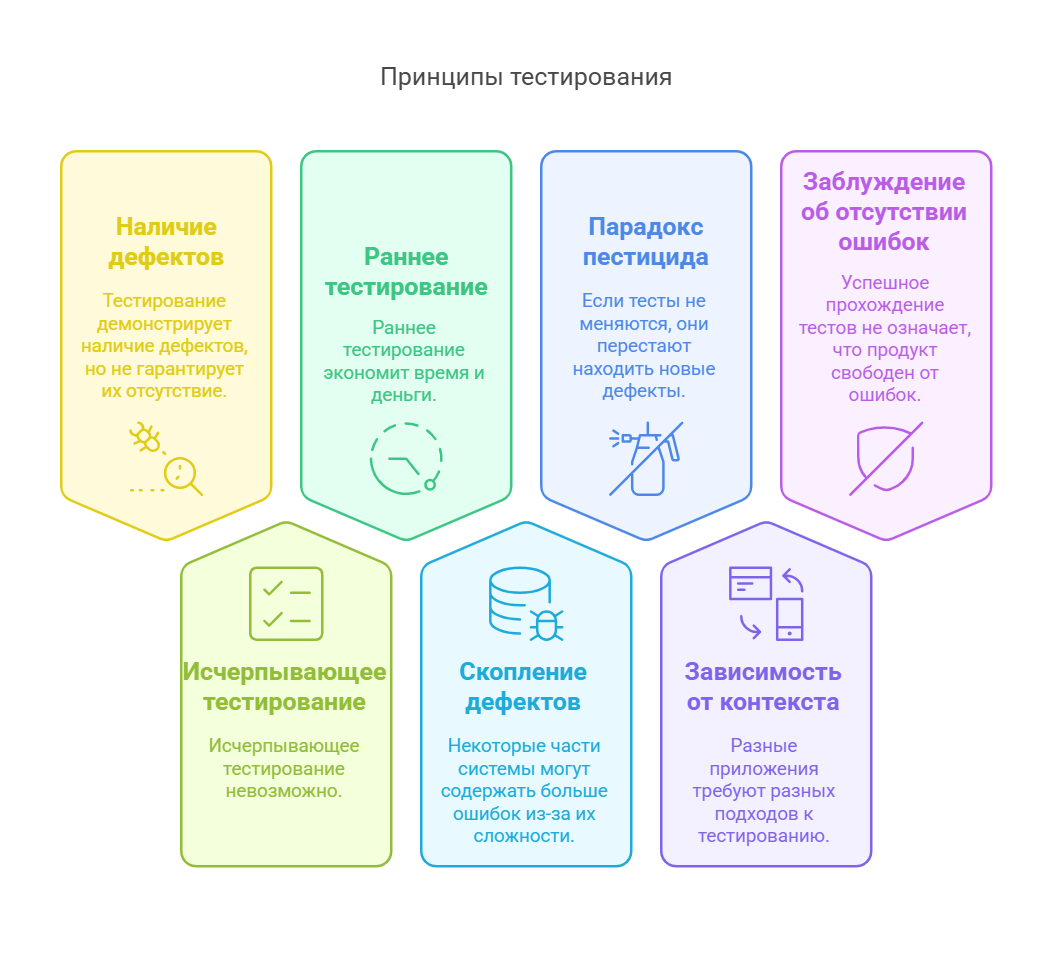 Принципы тестирования
Наличие
дефектов
Тестирование
демонстрирует
наличие дефектов,
но не гарантирует
их отсутствие.
Исчерпывающее
тестирование
Исчерпывающее
тестирование
невозможно.
Раннее
тестирование
Раннее
тестирование
экономит время и
деньги.
Скопление
дефектов
Некоторые части
системы могут
содержать больше
ошибок из-за их
сложности.
Парадокс
пестицида
Если тесты не
меняются, они
перестают
находить новые
дефекты.
Зависимость
от контекста
Разные
приложения
требуют разных
подходов к
тестированию.
Заблуждение
об отсутствии
ошибок
Успешное
прохождение
тестов не означает,
что продукт
свободен от
ошибок.